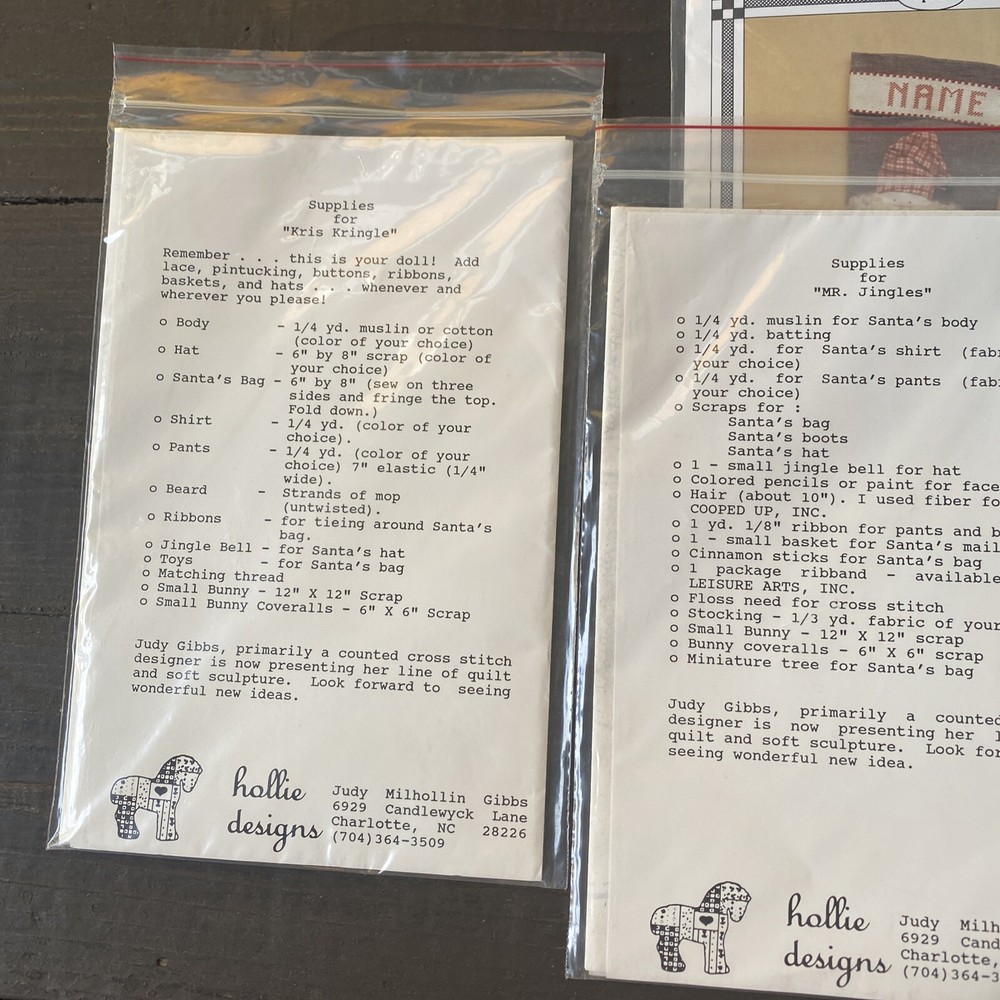 Supplies
for
"Kris Kringle"
Remember . . . this is your doll! Add
lace, pintucking, buttons, ribbons,
baskets, and hats . . . whenever and
wherever you please!
o Body - 1/4 yd. muslin or cotton
(color of your choice)
o Hat - 6" by 8" scrap (color of
your choice)
o Santa's Bag - 6" by 8" (sew on three
sides and fringe the top.
Fold down.)
o Shirt - 1/4 yd. (color of your
choice).
o Pants - 1/4 yd. (color of your
choice) 7" elastic (1/4"
wide).
o Beard - Strands of mop
(untwisted).
o Ribbons - for tieing around Santa's
bag.
o Jingle Bell - for Santa's hat
o Toys - for Santa's bag
o Matching thread
o Small Bunny - 12" X 12" Scrap
o Small Bunny Coveralls - 6" X 6" Scrap
Judy Gibbs, primarily a counted cross stitch
designer is now presenting her line of quilt
and soft sculpture. Look forward to seeing
wonderful new ideas.
hollie
designs
Judy Milhollin Gibbs
6929 Candlewyck Lane
Charlotte, NC 28226
(704)364-3509
NAME
Supplies
for
"MR. Jingles"
o 1/4 yd. muslin for Santa's body
o 1/4 yd. batting
o 1/4 yd. for Santa's shirt (fab
your choice)
o 1/4 yd. for Santa's pants (fab
your choice)
o Scraps for :
Santa's bag
Santa's boots
Santa's hat
o 1 - small jingle bell for hat
o Colored pencils or paint for face
o Hair (about 10"). I used fiber fo
COOPED UP, INC.
o 1 yd. 1/8" ribbon for pants and b
o 1 - small basket for Santa's mail
o Cinnamon sticks for Santa's bag
o 1 package ribband - available
LEISURE ARTS, INC.
o Floss need for cross stitch
o Stocking - 1/3 yd. fabric of your
o Small Bunny - 12" X 12" scrap
o Bunny coveralls - 6" X 6" scrap
o Miniature tree for Santa's bag
Judy Gibbs, primarily a counted
designer is now presenting her l
quilt and soft sculpture. Look for
seeing wonderful new idea.
hollie
designs
Judy Milh
6929 Cand
Charlotte,
(704)364-3